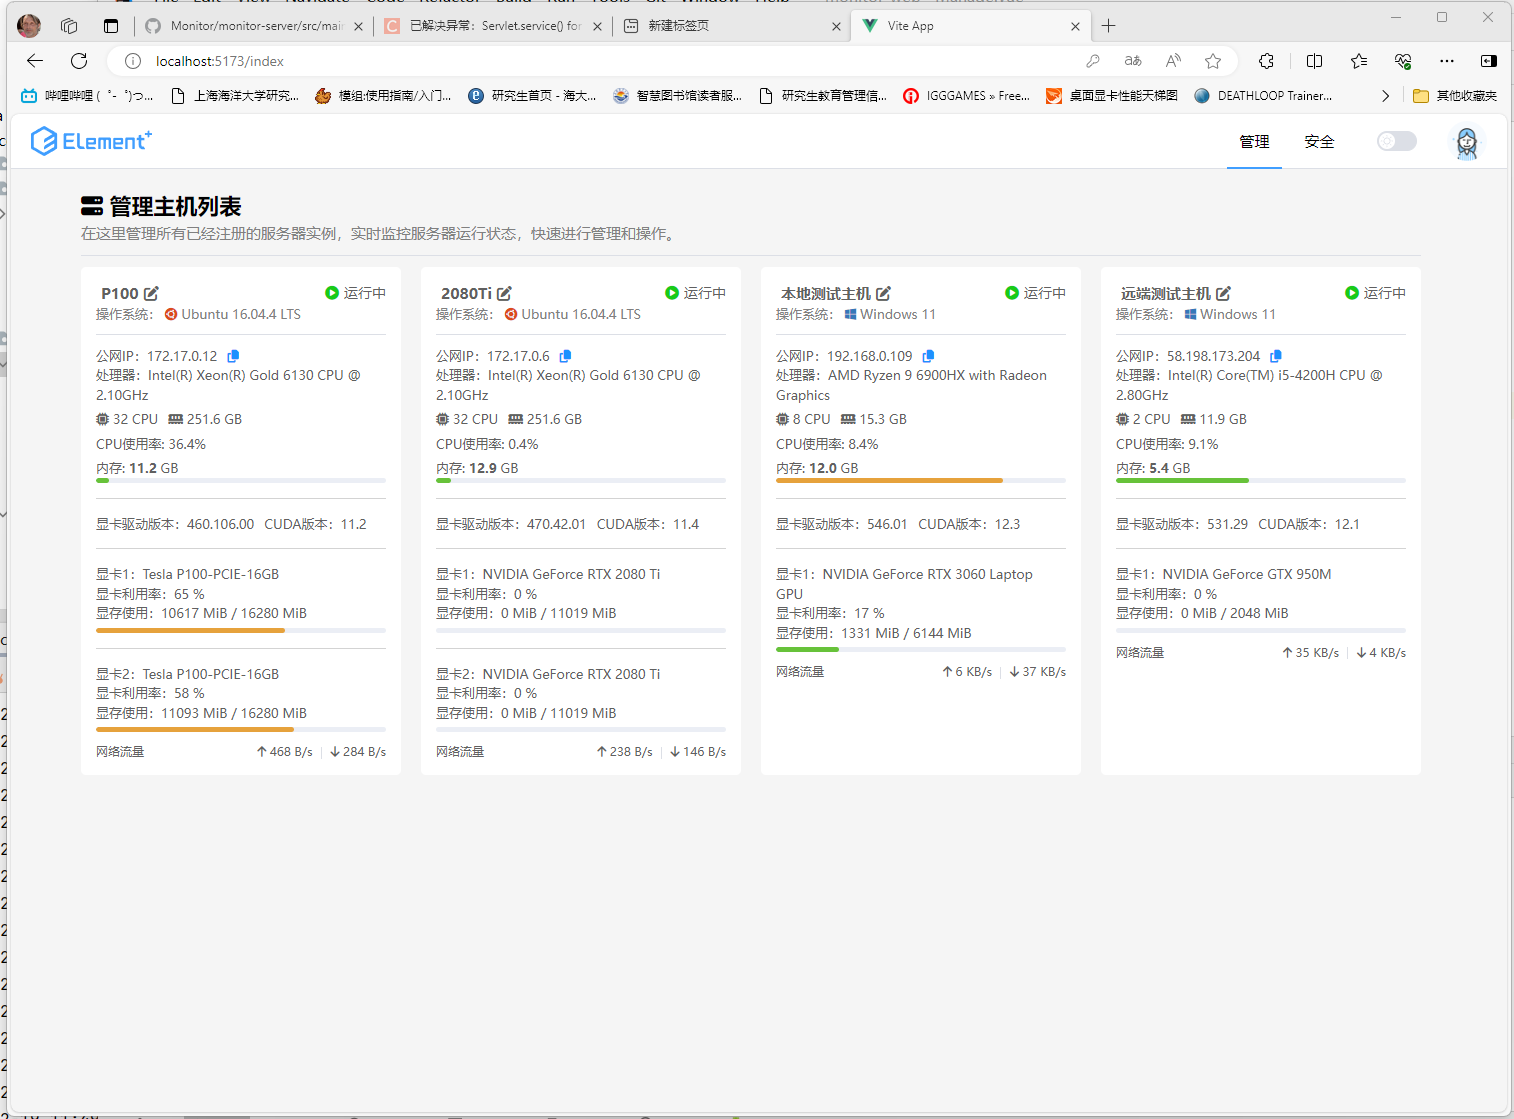 Monitor/monitor-server/src/main
已解决异常：Servlet.service() for
新建标签页
Vite App
localhost:5173/index
aあ
哔哩哔哩 (゜-゜)つ...
上海海洋大学研究...
模组:使用指南/入门...
研究生首页 - 海大...
智慧图书馆读者服...
研究生教育管理信...
IGGGAMES » Free...
桌面显卡性能天梯图
DEATHLOOP Trainer...
其他收藏夹
ELement+
管理
安全
管理主机列表
在这里管理所有已经注册的服务器实例，实时监控服务器运行状态，快速进行管理和操作。
P100
运行中
操作系统： Ubuntu 16.04.4 LTS
公网IP：172.17.0.12
处理器：Intel(R) Xeon(R) Gold 6130 CPU @
2.10GHz
32 CPU 251.6 GB
CPU使用率: 36.4%
内存: 11.2 GB
显卡驱动版本：460.106.00 CUDA版本：11.2
显卡1：Tesla P100-PCIE-16GB
显卡利用率：65 %
显存使用：10617 MiB / 16280 MiB
显卡2：Tesla P100-PCIE-16GB
显卡利用率：58 %
显存使用：11093 MiB / 16280 MiB
网络流量 468 B/s 284 B/s
2080Ti
运行中
操作系统： Ubuntu 16.04.4 LTS
公网IP：172.17.0.6
处理器：Intel(R) Xeon(R) Gold 6130 CPU @
2.10GHz
32 CPU 251.6 GB
CPU使用率: 0.4%
内存: 12.9 GB
显卡驱动版本：470.42.01 CUDA版本：11.4
显卡1：NVIDIA GeForce RTX 2080 Ti
显卡利用率：0 %
显存使用：0 MiB / 11019 MiB
显卡2：NVIDIA GeForce RTX 2080 Ti
显卡利用率：0 %
显存使用：0 MiB / 11019 MiB
网络流量 238 B/s 146 B/s
本地测试主机
运行中
操作系统： Windows 11
公网IP：192.168.0.109
处理器：AMD Ryzen 9 6900HX with Radeon
Graphics
8 CPU 15.3 GB
CPU使用率: 8.4%
内存: 12.0 GB
显卡驱动版本：546.01 CUDA版本：12.3
显卡1：NVIDIA GeForce RTX 3060 Laptop
GPU
显卡利用率：17 %
显存使用：1331 MiB / 6144 MiB
网络流量 6 KB/s 37 KB/s
远端测试主机
运行中
操作系统： Windows 11
公网IP：58.198.173.204
处理器：Intel(R) Core(TM) i5-4200H CPU @
2.80GHz
2 CPU 11.9 GB
CPU使用率: 9.1%
内存: 5.4 GB
显卡驱动版本：531.29 CUDA版本：12.1
显卡1：NVIDIA GeForce GTX 950M
显卡利用率：0 %
显存使用：0 MiB / 2048 MiB
网络流量 35 KB/s 4 KB/s